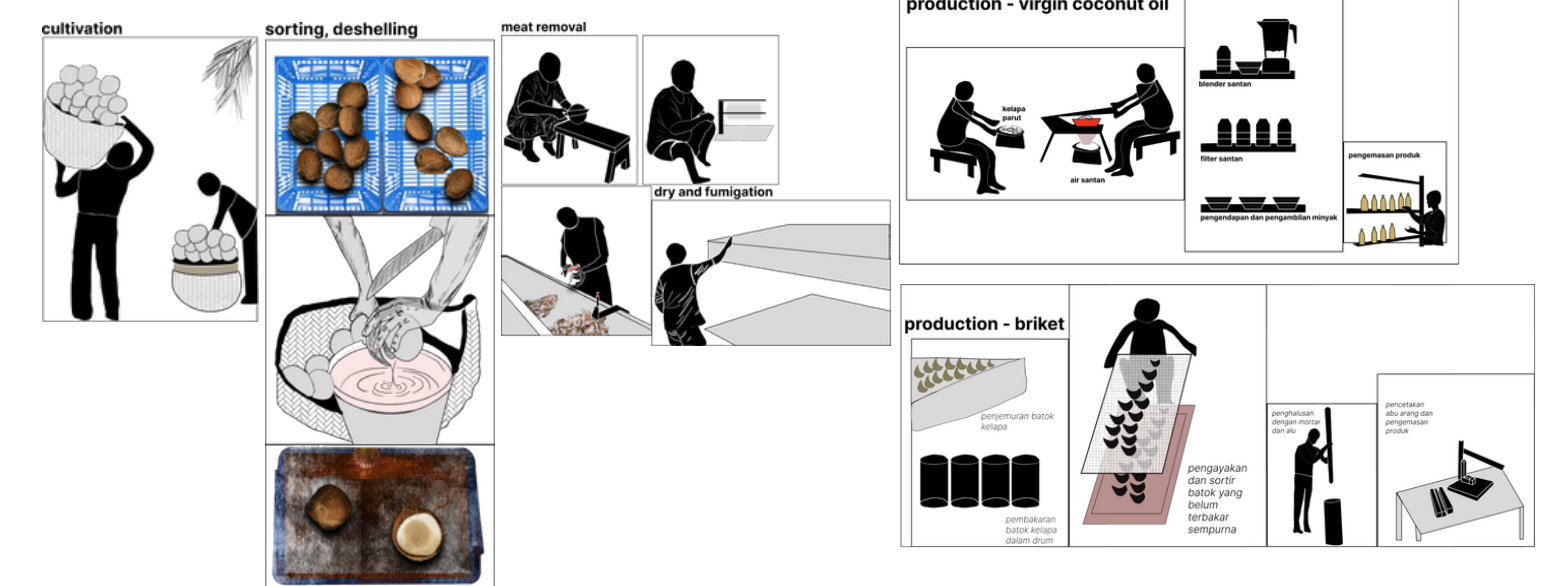 cultivation
sorting, deshelling
meat removal
dry and fumigation
production - virgin coconut oil
kelapa
parut
air santan
blender santan
filter santan
pengendapan dan pengambilan minyak
pengemasan produk
production - briket
penjemuran batok
kelapa
pembakaran
batok kelapa
dalam drum
pengayakan
dan sortir
batok yang
belum
terbakar
sempurna
penghalusan
dengan mortar
dan alu
pencetakan
abu arang dan
pengemasan
produk